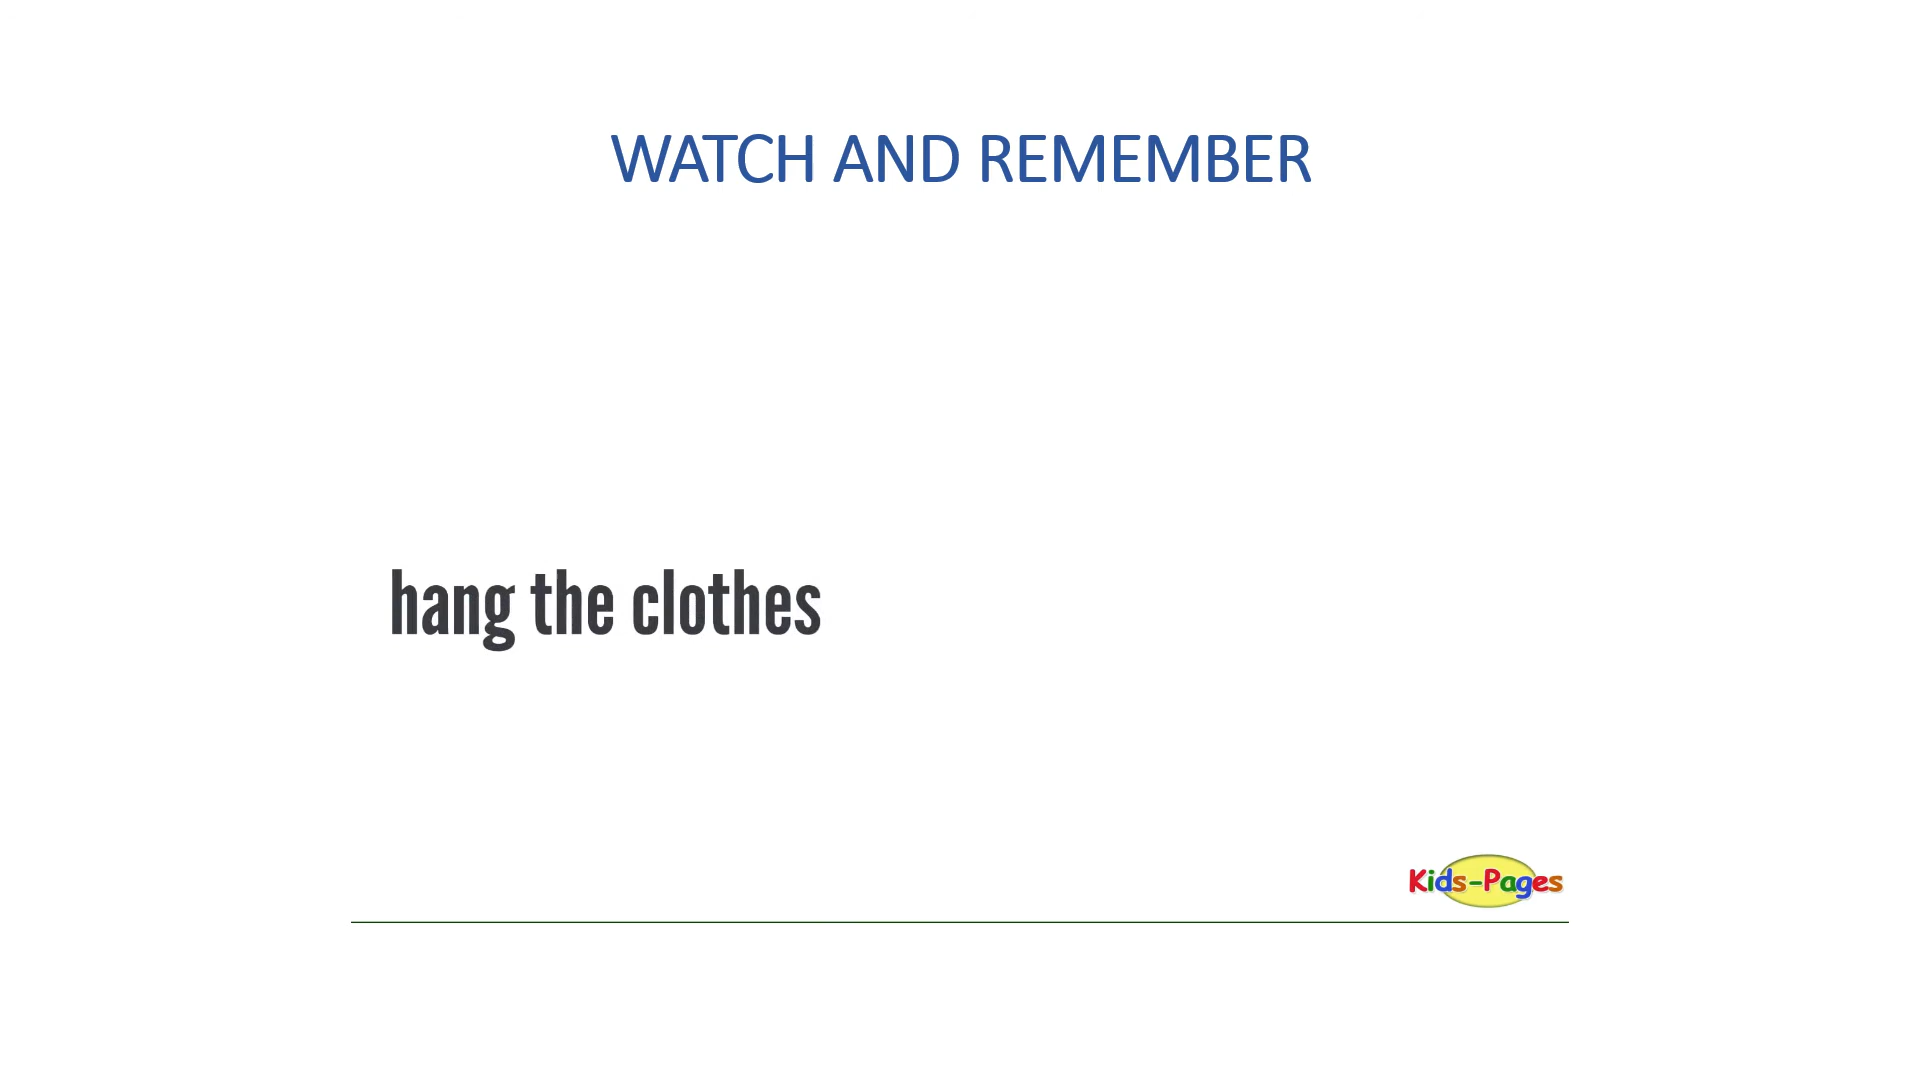 WATCH AND REMEMBER
hang the clothes
Kids-Pages